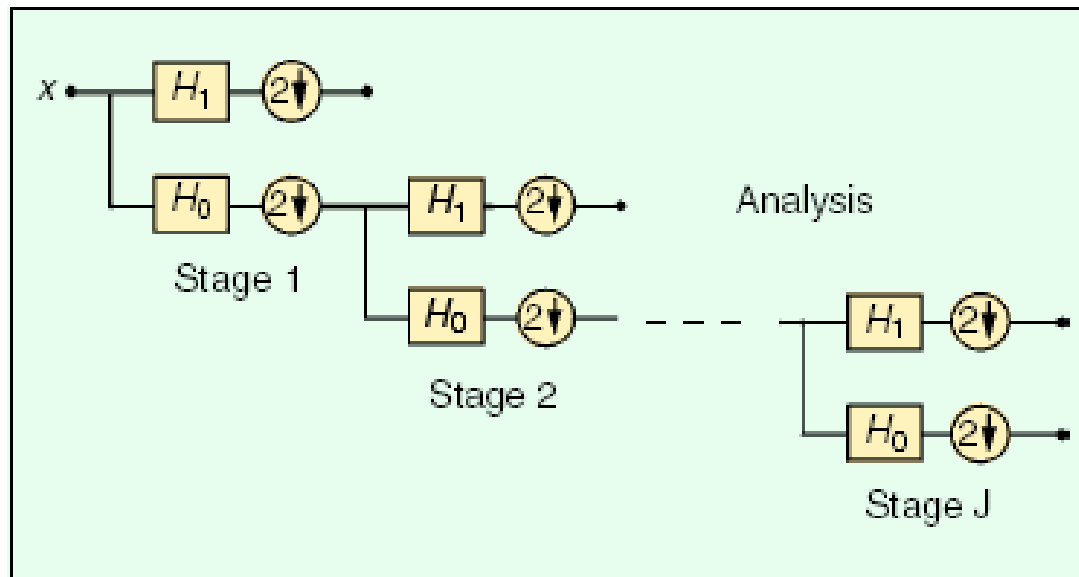 x H₁ 2↓
H₀ 2↓ H₁ 2↓ Analysis
Stage 1
H₀ 2↓ H₁ 2↓
Stage 2
H₀ 2↓
Stage J